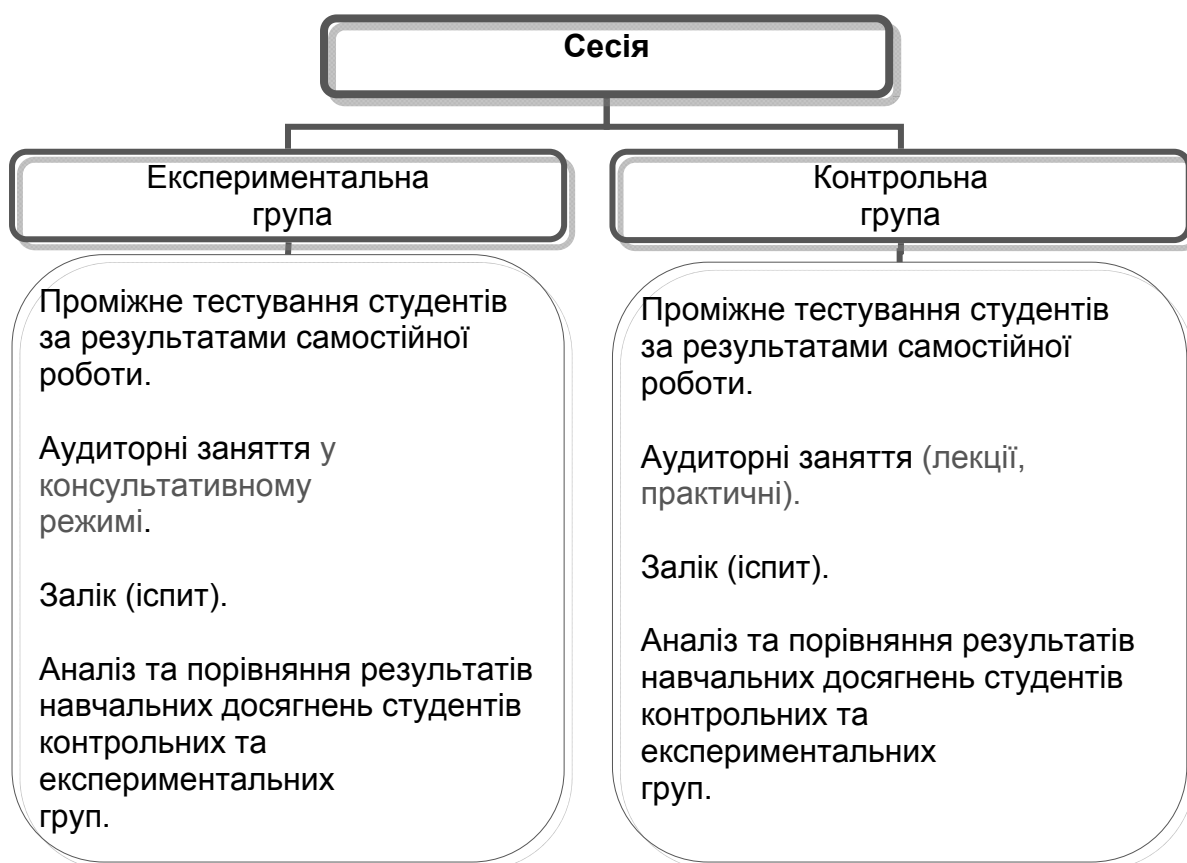 Сесія
Експериментальна
група
Контрольна
група
Проміжне тестування студентів
за результатами самостійної
роботи.
Аудиторні заняття у
консультативному
режимі.
Залік (іспит).
Аналіз та порівняння результатів
навчальних досягнень студентів
контрольних та
експериментальних
груп.
Проміжне тестування студентів
за результатами самостійної
роботи.
Аудиторні заняття (лекції,
практичні).
Залік (іспит).
Аналіз та порівняння результатів
навчальних досягнень студентів
контрольних та
експериментальних
груп.